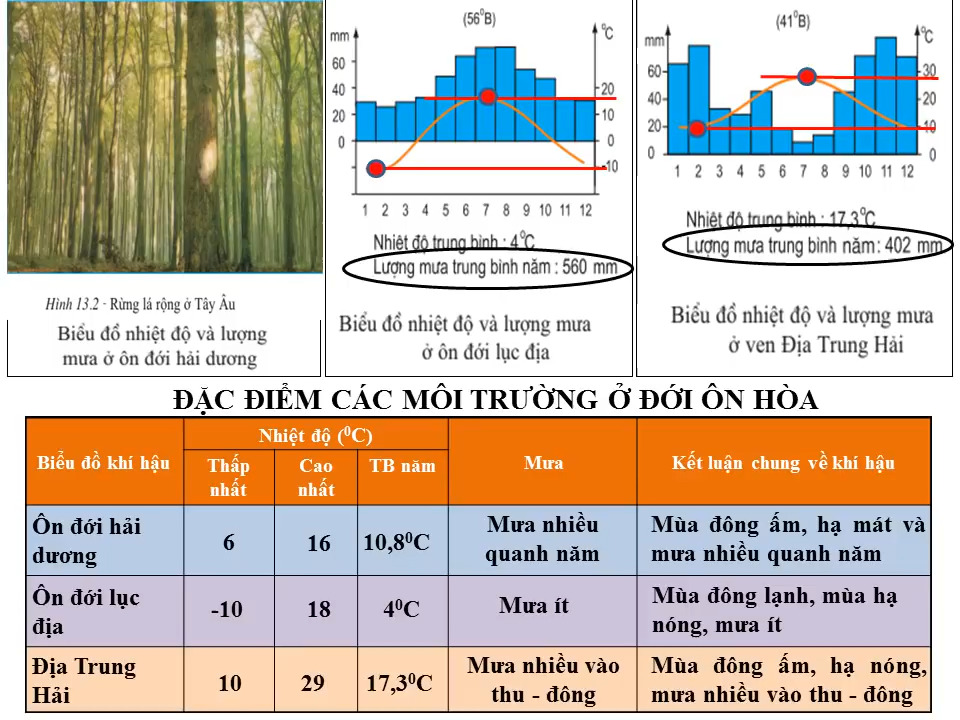 Hình 13.2 - Rừng lá rộng ở Tây Âu
Biểu đồ nhiệt độ và lượng
mưa ở ôn đới hải dương
(56⁰B)
mm
⁰C
60
40
20
0
20
10
0
-10
1 2 3 4 5 6 7 8 9 10 11 12
Nhiệt độ trung bình : 4⁰C
Lượng mưa trung bình năm : 560 mm
Biểu đồ nhiệt độ và lượng mưa
ở ôn đới lục địa
(41⁰B)
mm
⁰C
60
40
20
0
30
20
10
0
1 2 3 4 5 6 7 8 9 10 11 12
Nhiệt độ trung bình : 17,3⁰C
Lượng mưa trung bình năm : 402 mm
Biểu đồ nhiệt độ và lượng mưa
ở ven Địa Trung Hải
ĐẶC ĐIỂM CÁC MÔI TRƯỜNG Ở ĐỚI ÔN HÒA
Biểu đồ khí hậu
Nhiệt độ (⁰C)
Thấp
nhất
Cao
nhất
TB năm
Mưa
Kết luận chung về khí hậu
Ôn đới hải
dương
6
16
10,8⁰C
Mưa nhiều
quanh năm
Mùa đông ấm, hạ mát và
mưa nhiều quanh năm
Ôn đới lục
địa
-10
18
4⁰C
Mưa ít
Mùa đông lạnh, mùa hạ
nóng, mưa ít
Địa Trung
Hải
10
29
17,3⁰C
Mưa nhiều vào
thu - đông
Mùa đông ấm, hạ nóng,
mưa nhiều vào thu - đông